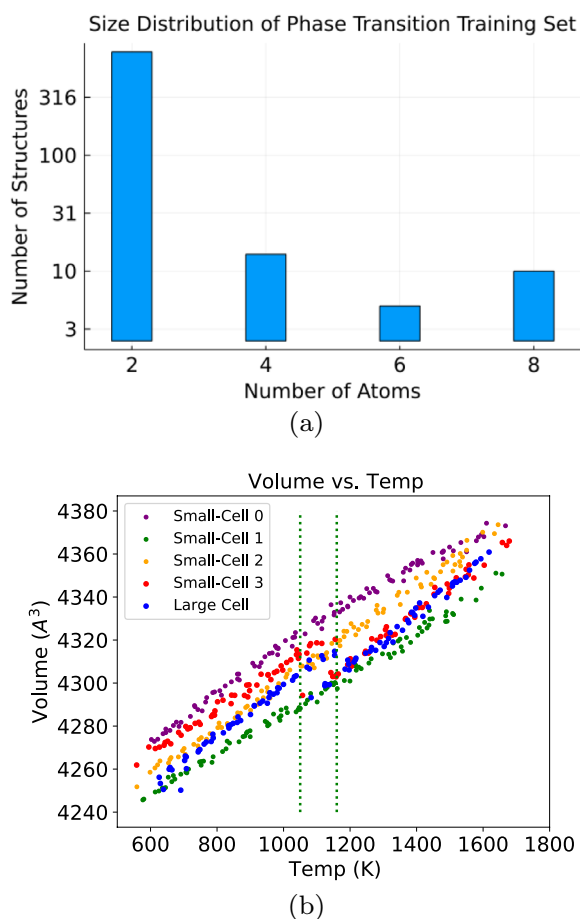 Size Distribution of Phase Transition Training Set
Number of Structures
316
100
31
10
3
2 4 6 8
Number of Atoms
(a)
Volume vs. Temp
Volume (A^3)
4380
4360
4340
4320
4300
4280
4260
4240
Small-Cell 0
Small-Cell 1
Small-Cell 2
Small-Cell 3
Large Cell
600 800 1000 1200 1400 1600 1800
Temp (K)
(b)